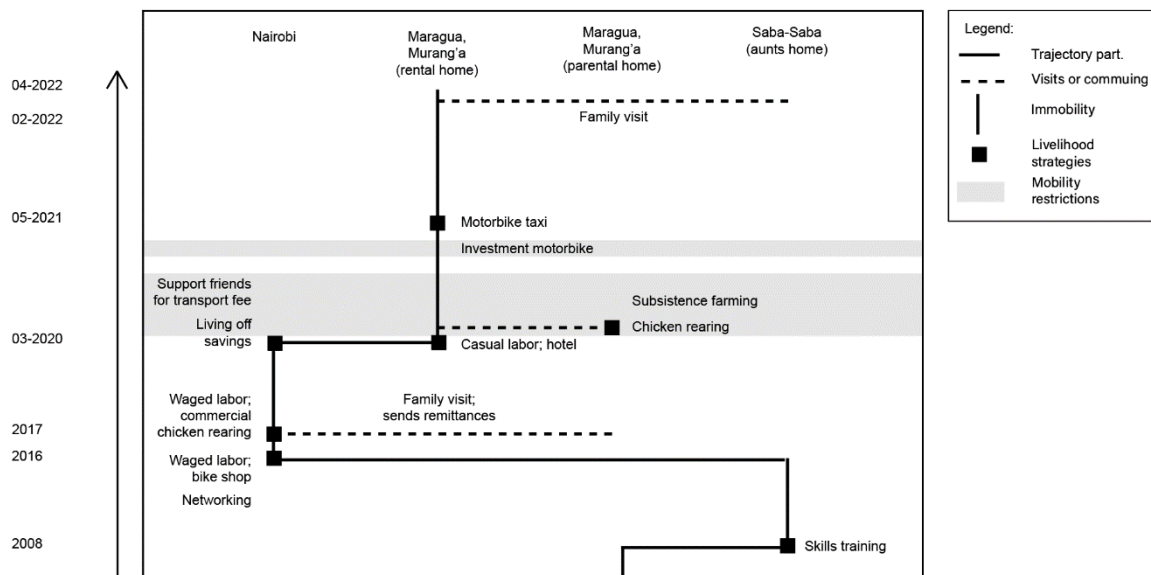 Nairobi
Maragua,
Murang'a
(rental home)
Maragua,
Murang'a
(parental home)
Saba-Saba
(aunts home)
Legend:
Trajectory part.
Visits or commuing
Immobility
Livelihood
strategies
Mobility
restrictions
04-2022
02-2022
Family visit
05-2021
Motorbike taxi
Investment motorbike
Support friends
for transport fee
Subsistence farming
Living off
savings
Chicken rearing
03-2020
Casual labor; hotel
Waged labor;
commercial
chicken rearing
Family visit;
sends remittances
2017
2016
Waged labor;
bike shop
Networking
2008
Skills training